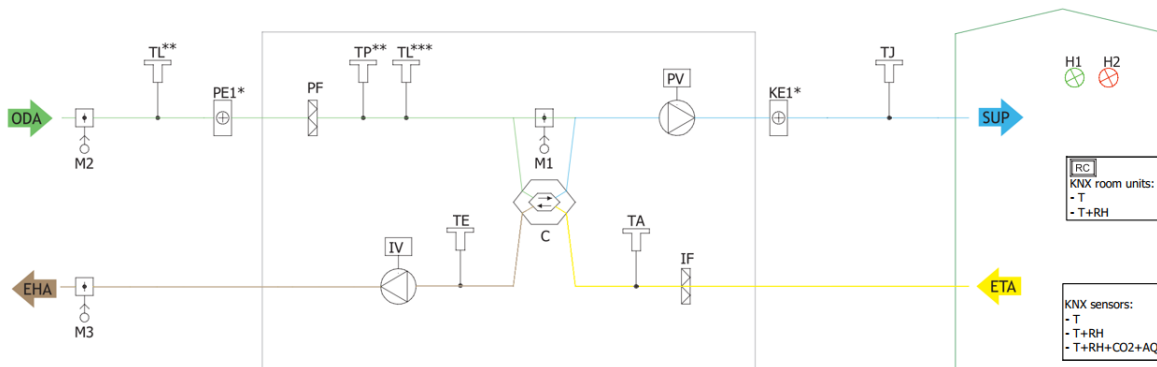 TL**
TP** TL***
TJ
H1 H2
PE1*
PF
PV
KE1*
ODA
SUP
M2
M1
RC
KNX room units:
- T
- T+RH
C
TE
TA
IV
IF
EHA
ETA
M3
KNX sensors:
- T
- T+RH
- T+RH+CO2+AQ